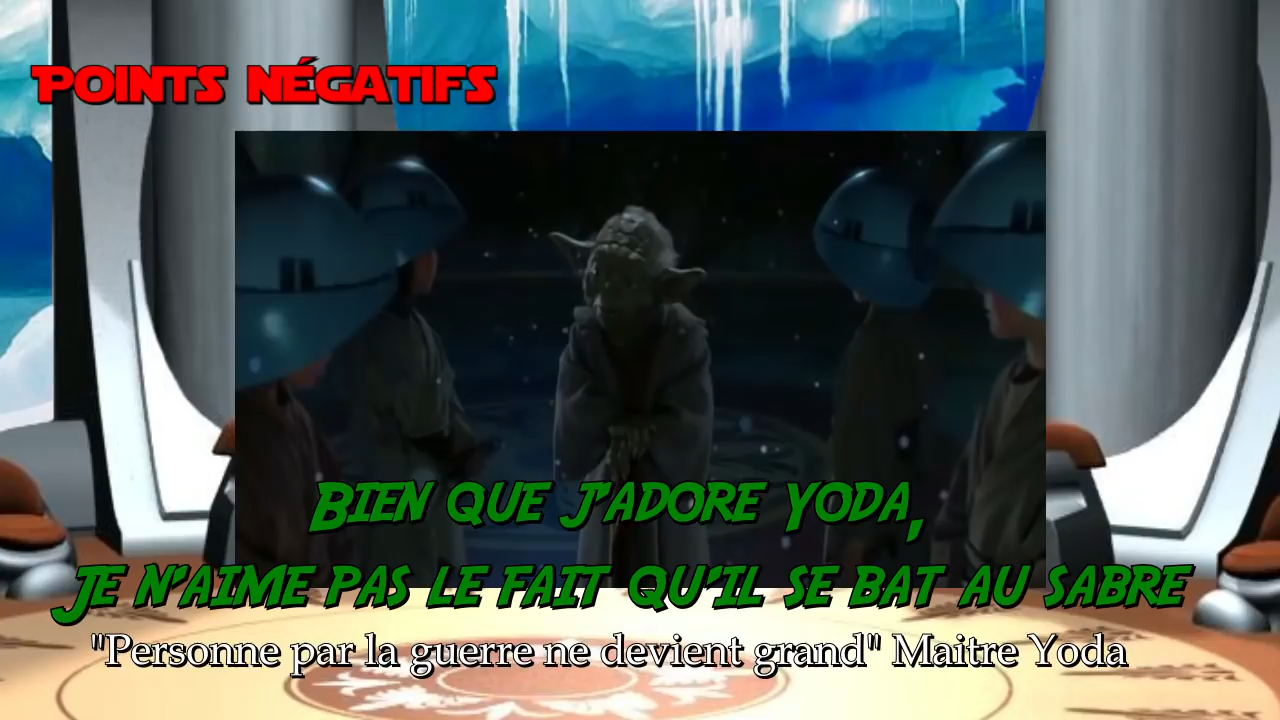 Points négatifs
Bien que j'adore Yoda,
je n'aime pas le fait qu'il se bat au sabre
"Personne par la guerre ne devient grand" Maitre Yoda